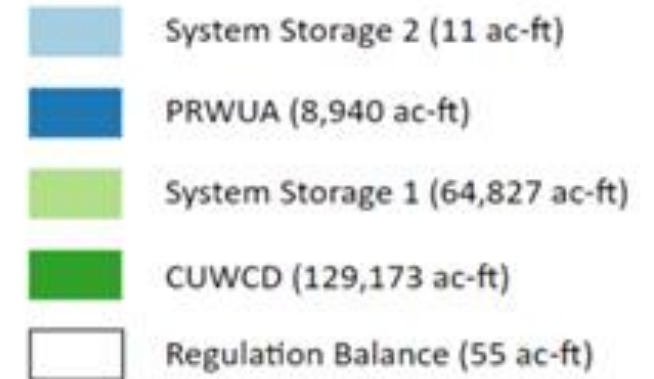 System Storage 2 (11 ac-ft)
PRWUA (8,940 ac-ft)
System Storage 1 (64,827 ac-ft)
CUWCD (129,173 ac-ft)
Regulation Balance (55 ac-ft)